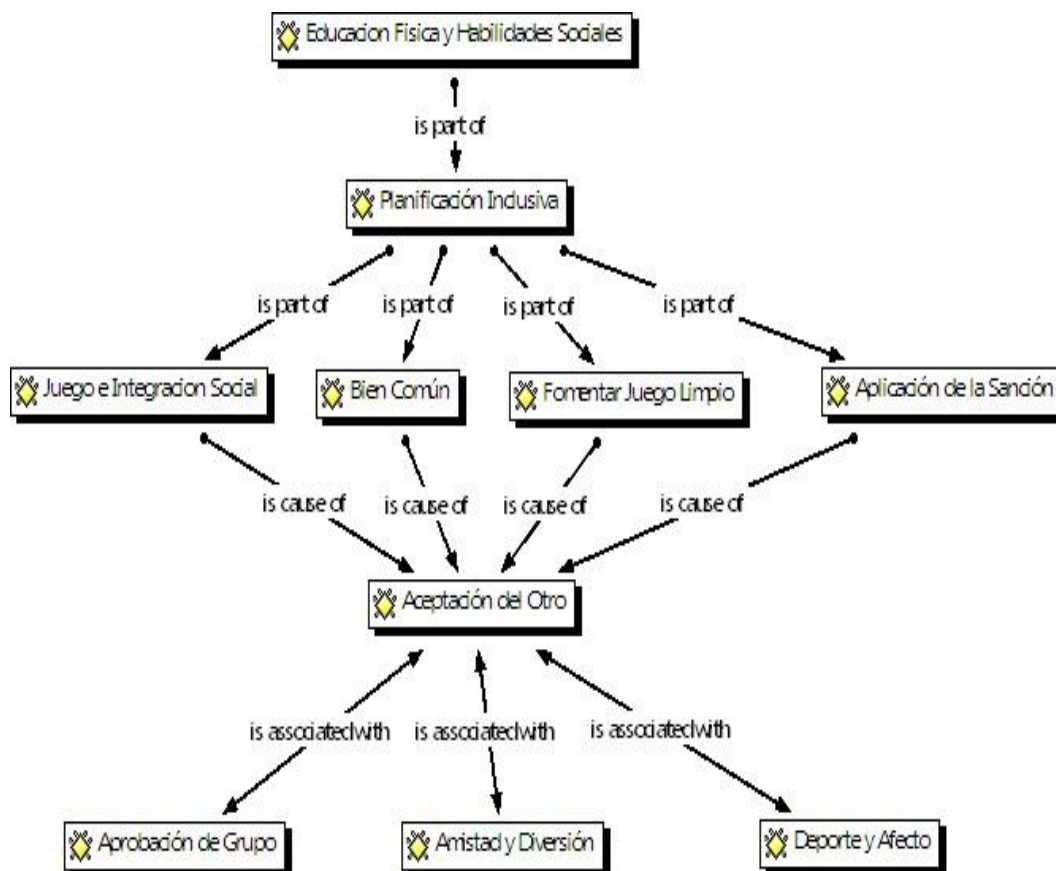 Educacion Fisica y Habilidades Sociales
is part of
Planificación Inclusiva
is part of
is part of
is part of
is part of
Juego e Integracion Social
Bien Común
Fomentar Juego Limpio
Aplicación de la Sanción
is cause of
is cause of
is cause of
is cause of
Aceptación del Otro
is associated with
is associated with
is associated with
Aprobación de Grupo
Amistad y Diversión
Deporte y Afecto